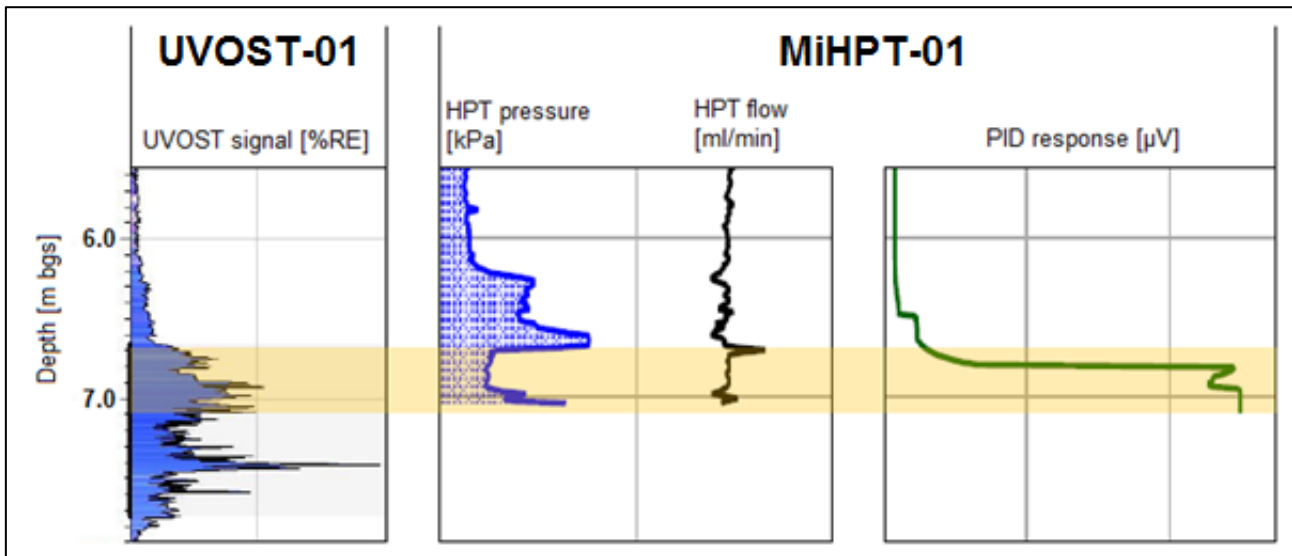 UVOST-01
MiHPT-01
UVOST signal [%RE]
HPT pressure
[kPa]
HPT flow
[ml/min]
PID response [µV]
Depth [m bgs]
6.0
7.0